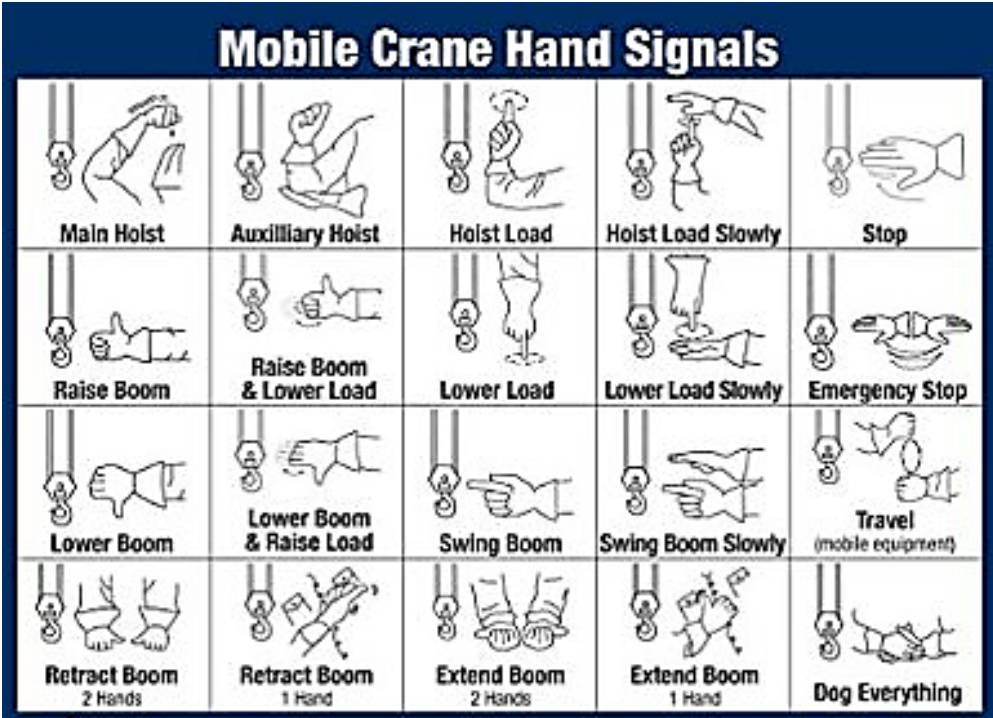 Mobile Crane Hand Signals
Main Hoist
Auxilliary Hoist
Hoist Load
Hoist Load Slowly
Stop
Raise Boom
Raise Boom
& Lower Load
Lower Load
Lower Load Slowly
Emergency Stop
Lower Boom
Lower Boom
& Raise Load
Swing Boom
Swing Boom Slowly
Travel
(mobile equipment)
Retract Boom
2 Hands
Retract Boom
1 Hand
Extend Boom
2 Hands
Extend Boom
1 Hand
Dog Everything